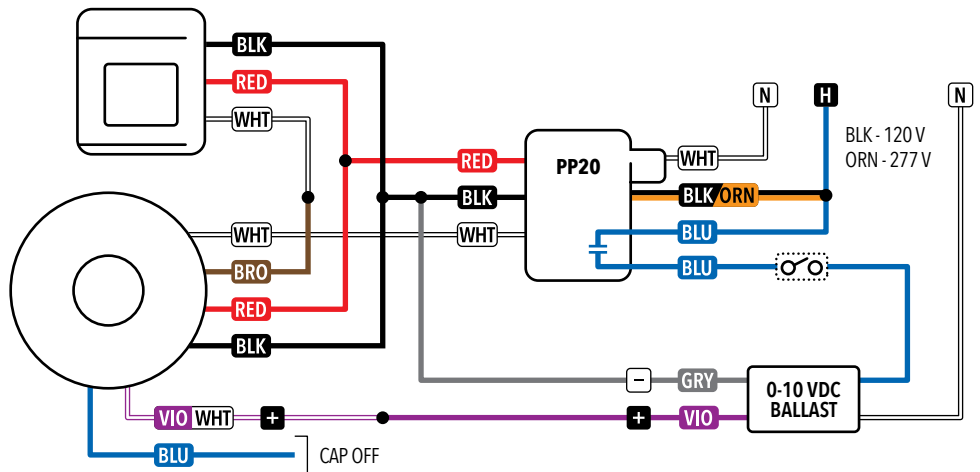 BLK
RED
WHT
N
H
N
BLK - 120 V
ORN - 277 V
RED
PP20
WHT
BLK
BLK/ORN
WHT
WHT
BLU
BRO
BLU
RED
BLK
−
GRY
0-10 VDC
BALLAST
VIO WHT
+
+
VIO
BLU
CAP OFF